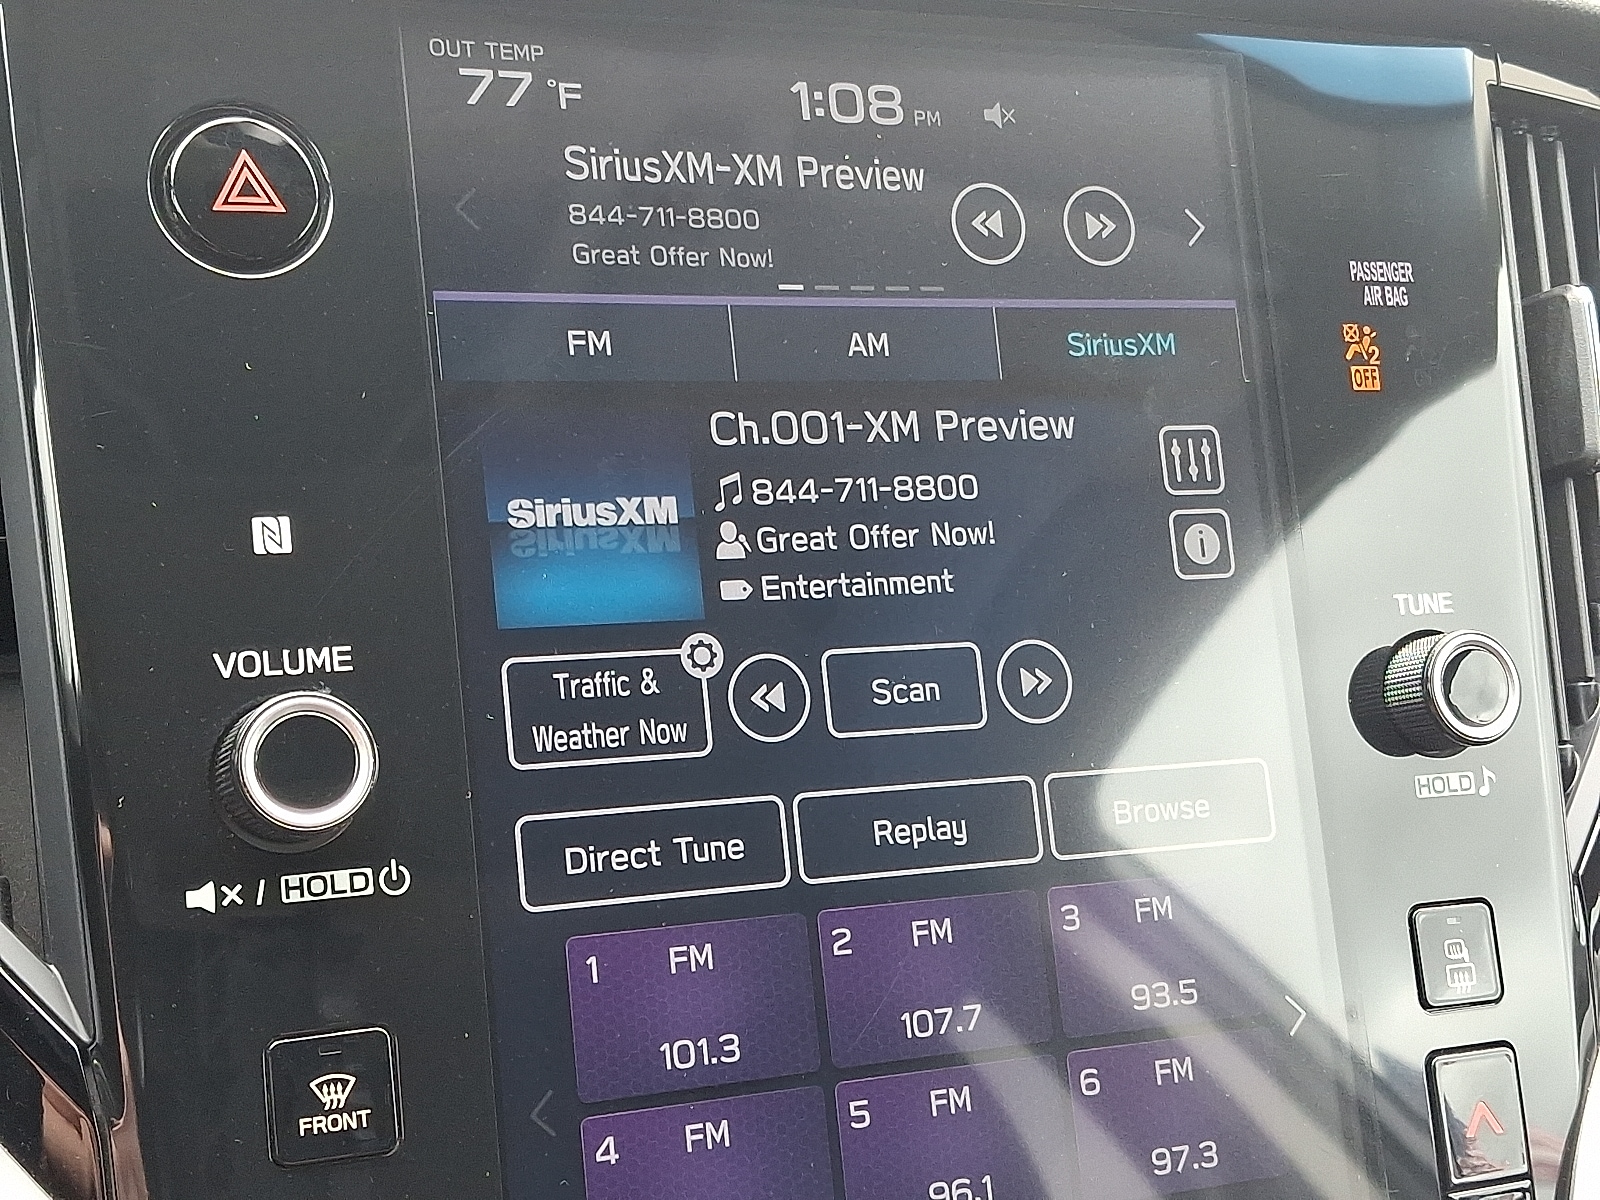 OUT TEMP
77 °F
1:08 PM
SiriusXM-XM Preview
844-711-8800
Great Offer Now!
PASSENGER
AIR BAG
2
OFF
FM
AM
SiriusXM
Ch.001-XM Preview
844-711-8800
Great Offer Now!
Entertainment
SiriusXM
i
N
VOLUME
TUNE
Traffic &
Weather Now
Scan
HOLD
Direct Tune
Replay
Browse
/ HOLD
1 FM
101.3
2 FM
107.7
3 FM
93.5
FRONT
4 FM
5 FM
96.1
6 FM
97.3